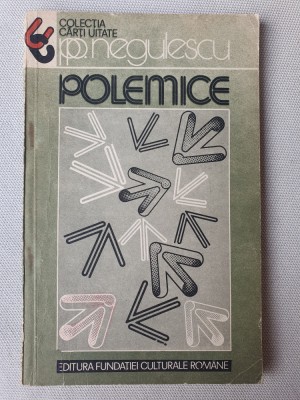 COLECȚIA
CĂRȚI UITATE
p.p. negulescu
POLEMICE
EDITURA FUNDAȚIEI CULTURALE ROMÂNE